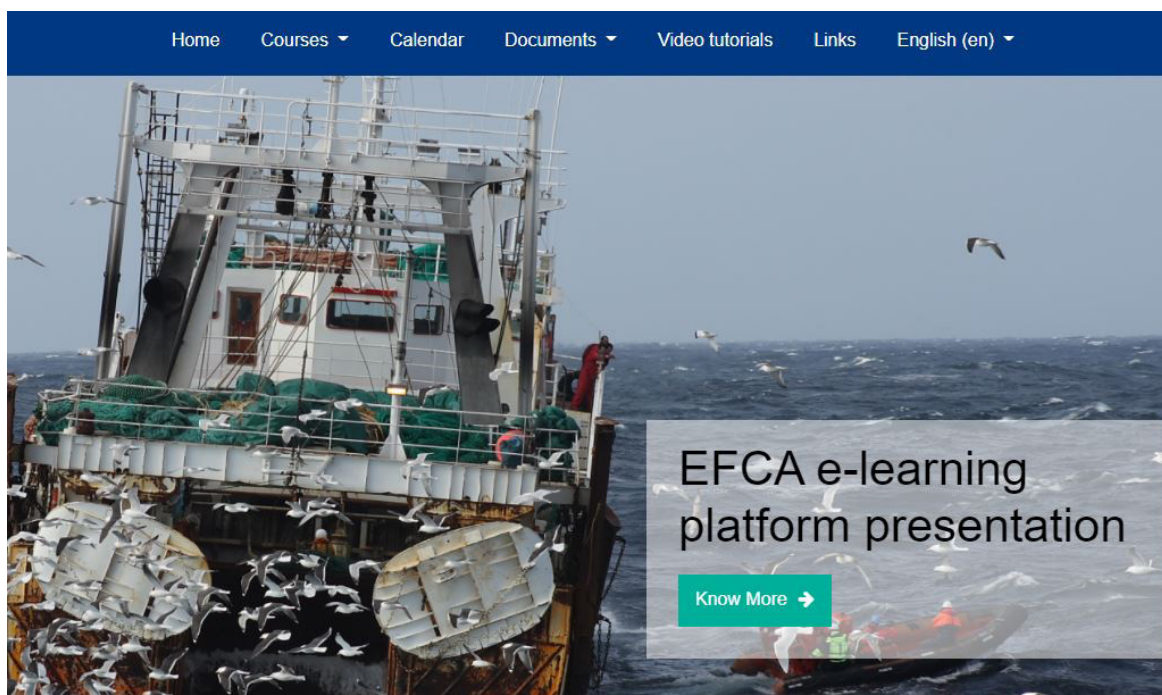 Home Courses Calendar Documents Video tutorials Links English (en)
EFCA e-learning
platform presentation
Know More